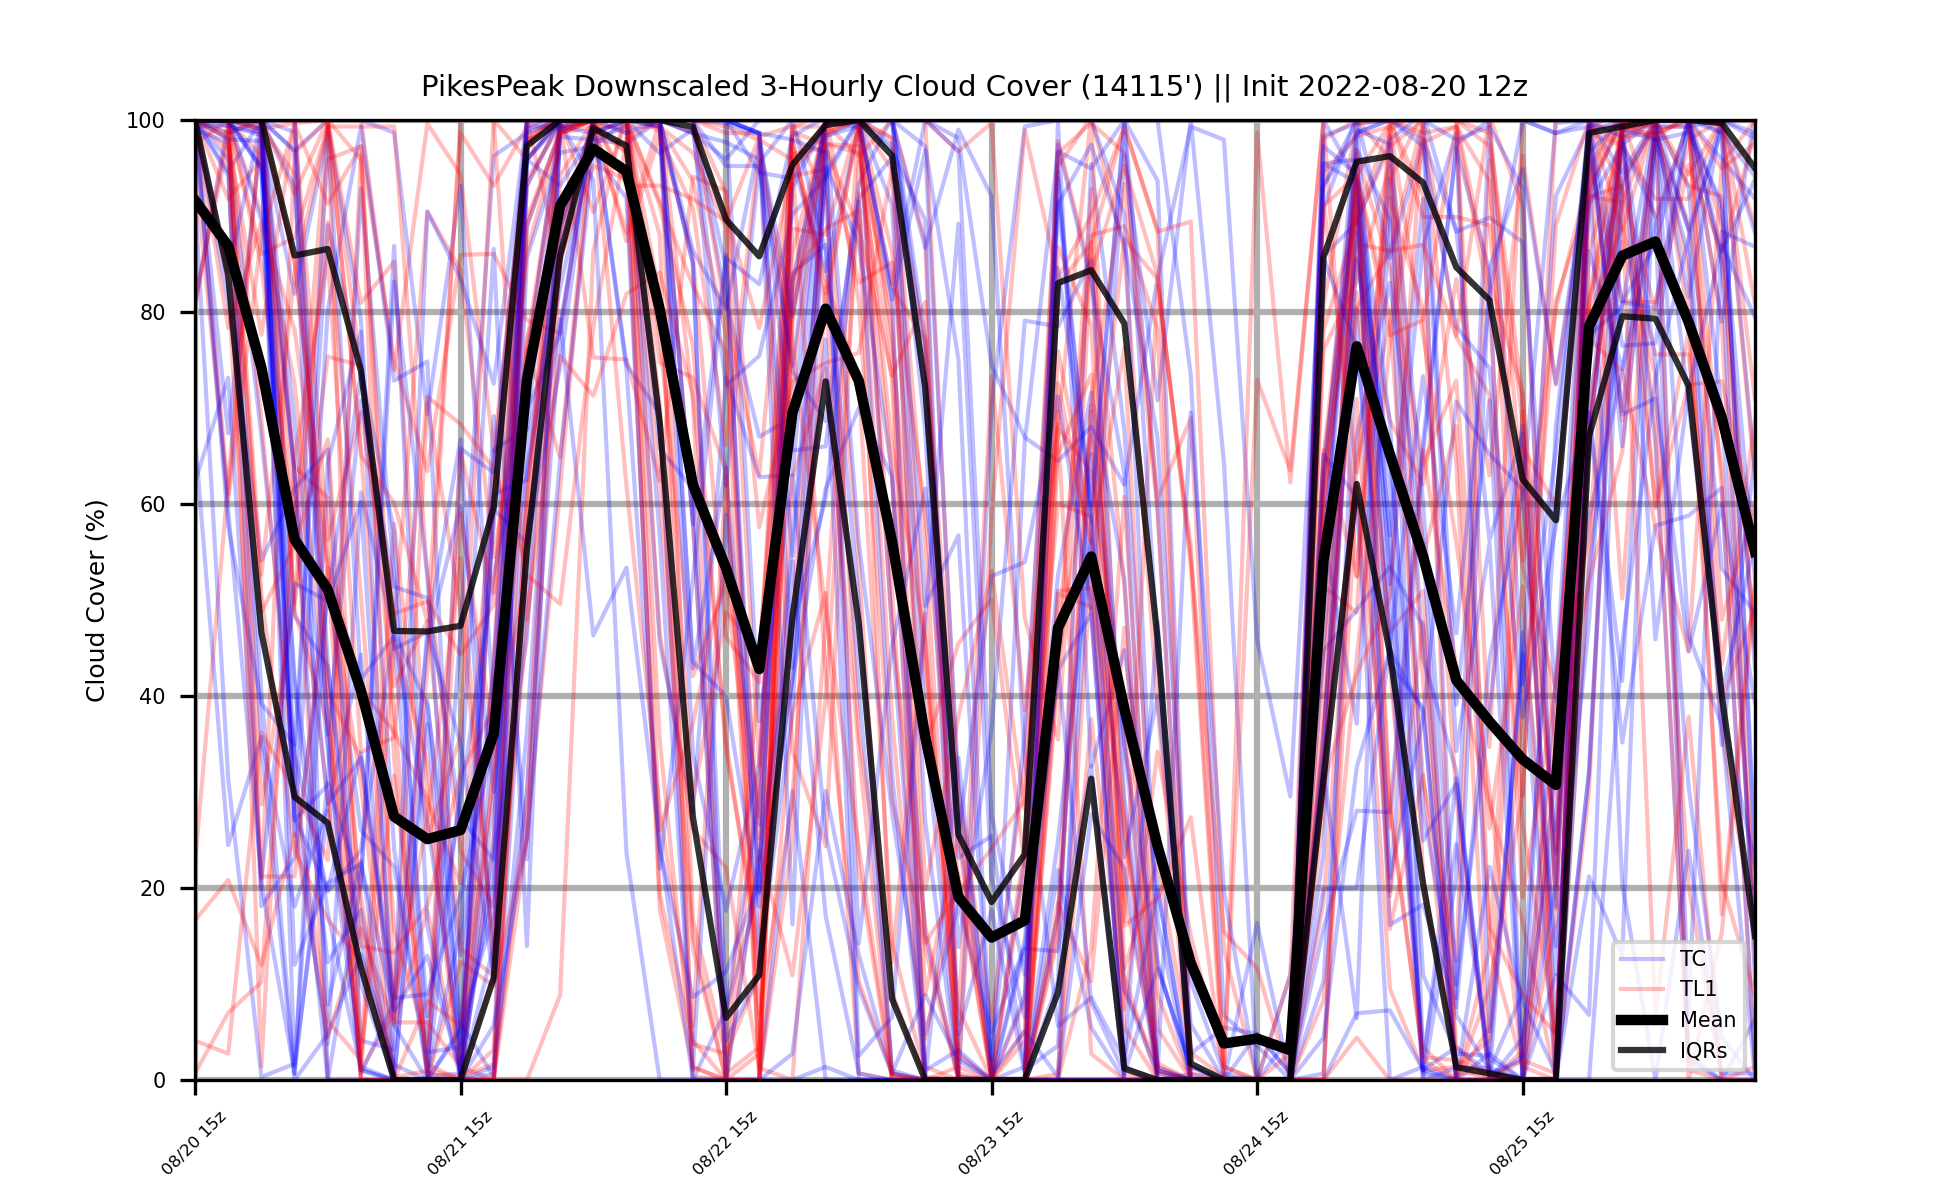 PikesPeak Downscaled 3-Hourly Cloud Cover (14115') || Init 2022-08-20 12z
Cloud Cover (%)
100
80
60
40
20
0
08/20 15z
08/21 15z
08/22 15z
08/23 15z
08/24 15z
08/25 15z
TC
TL1
Mean
IQRs